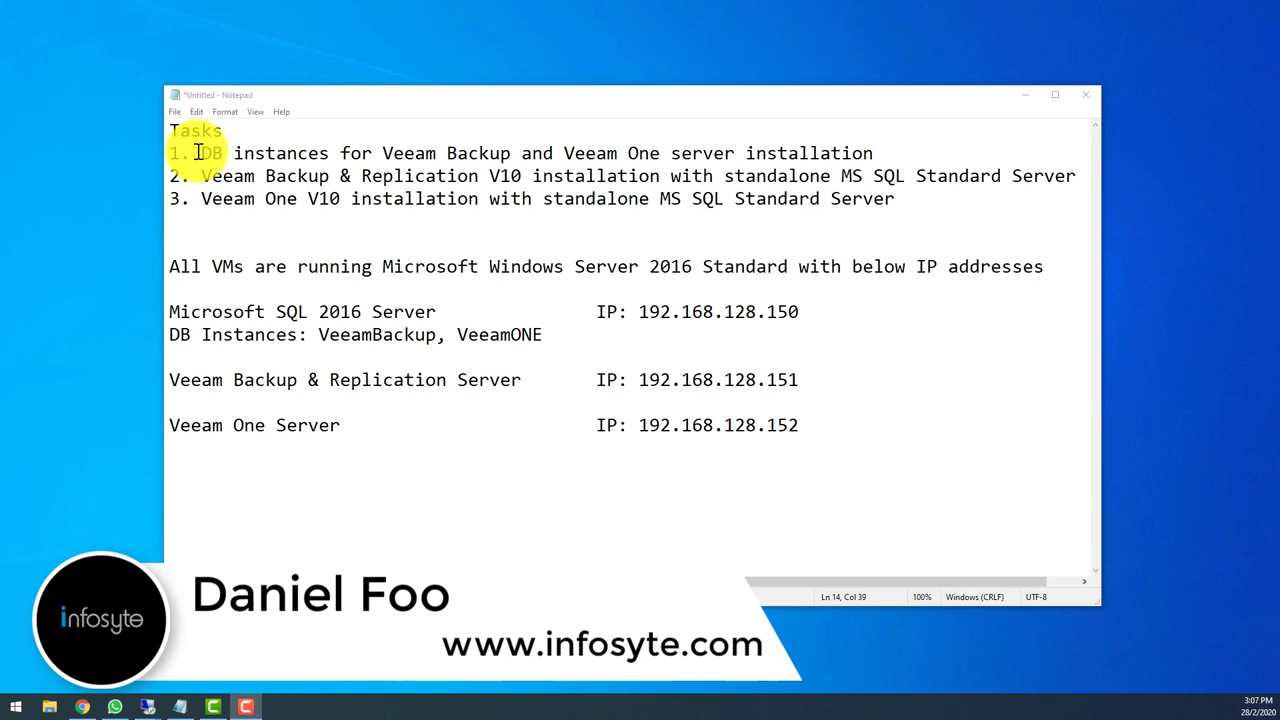 *Untitled - Notepad
File Edit Format View Help
Tasks
1. DB instances for Veeam Backup and Veeam One server installation
2. Veeam Backup & Replication V10 installation with standalone MS SQL Standard Server
3. Veeam One V10 installation with standalone MS SQL Standard Server
All VMs are running Microsoft Windows Server 2016 Standard with below IP addresses
Microsoft SQL 2016 Server IP: 192.168.128.150
DB Instances: VeeamBackup, VeeamONE
Veeam Backup & Replication Server IP: 192.168.128.151
Veeam One Server IP: 192.168.128.152
Ln 14, Col 39 100% Windows (CRLF) UTF-8
infosyte
Daniel Foo
www.infosyte.com
3:07 PM
28/2/2020